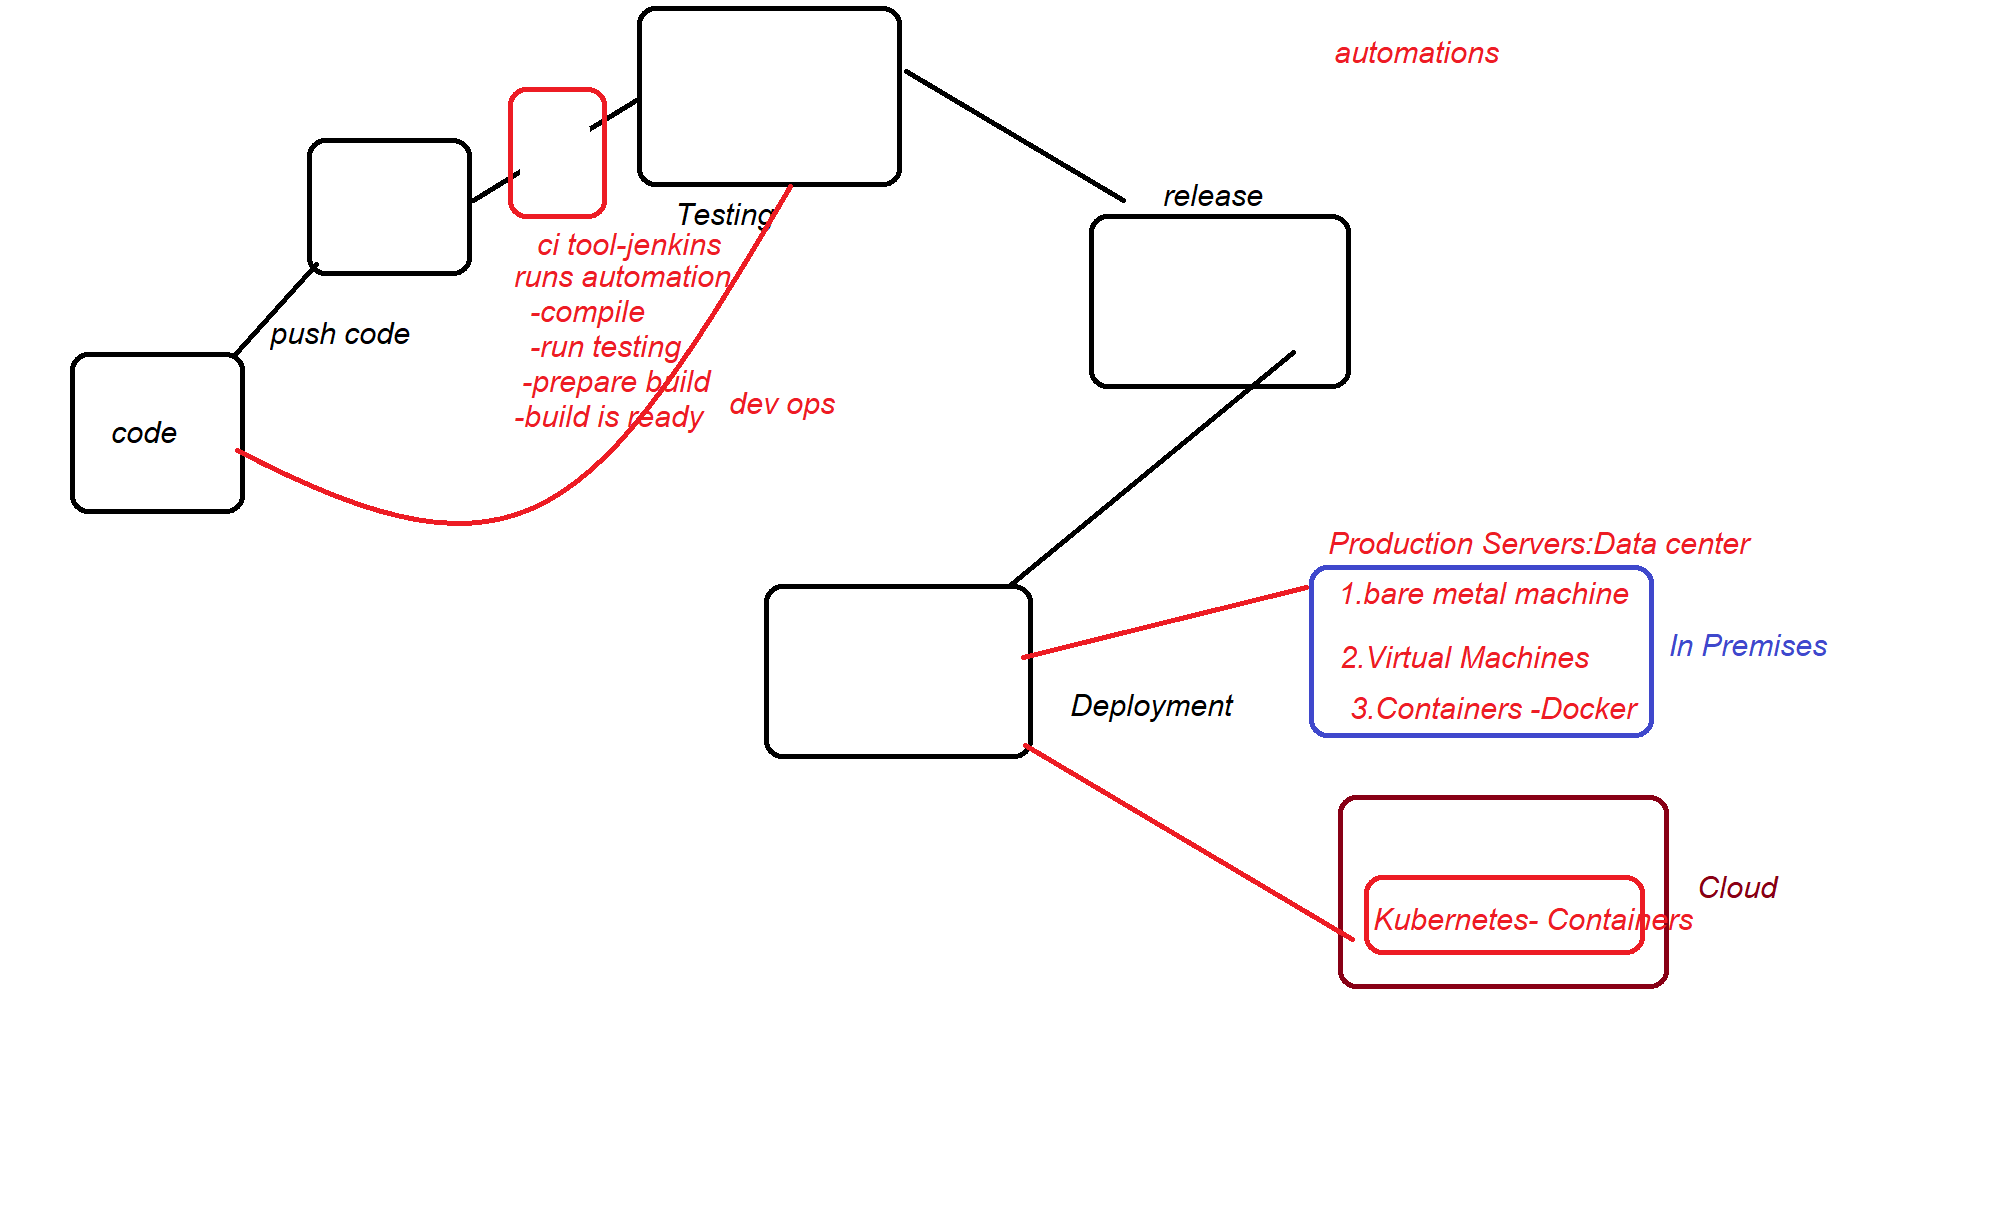 automations
release
Testing
ci tool-jenkins
runs automation
-compile
-run testing
-prepare build
-build is ready
dev ops
push code
code
Production Servers:Data center
1.bare metal machine
2.Virtual Machines
3.Containers -Docker
In Premises
Deployment
Cloud
Kubernetes- Containers